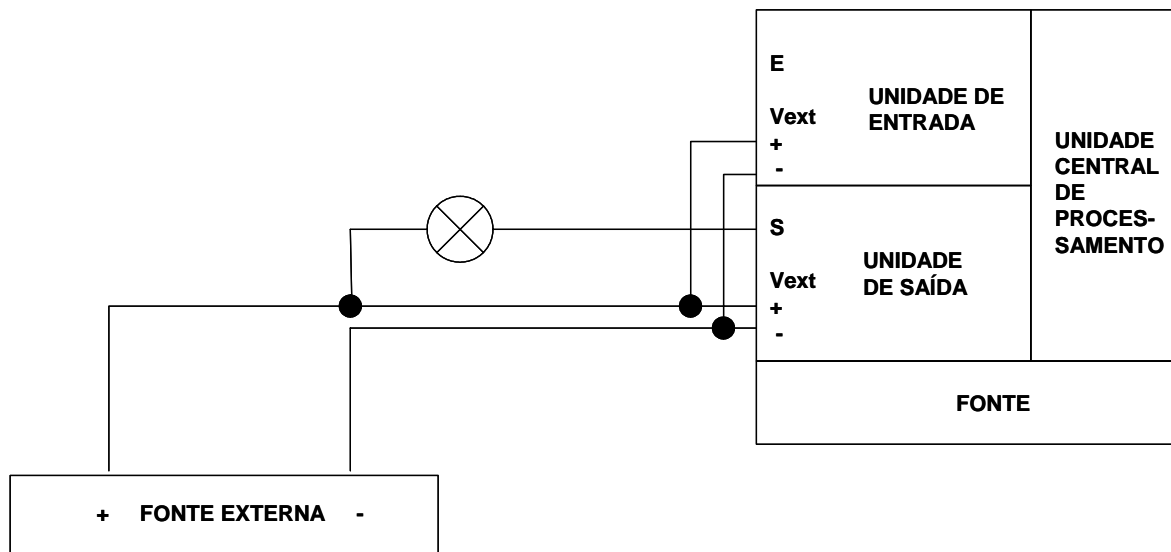 E
Vext
+
-
UNIDADE DE
ENTRADA
S
Vext
+
-
UNIDADE
DE SAÍDA
UNIDADE
CENTRAL
DE
PROCES-
SAMENTO
FONTE
+ FONTE EXTERNA -